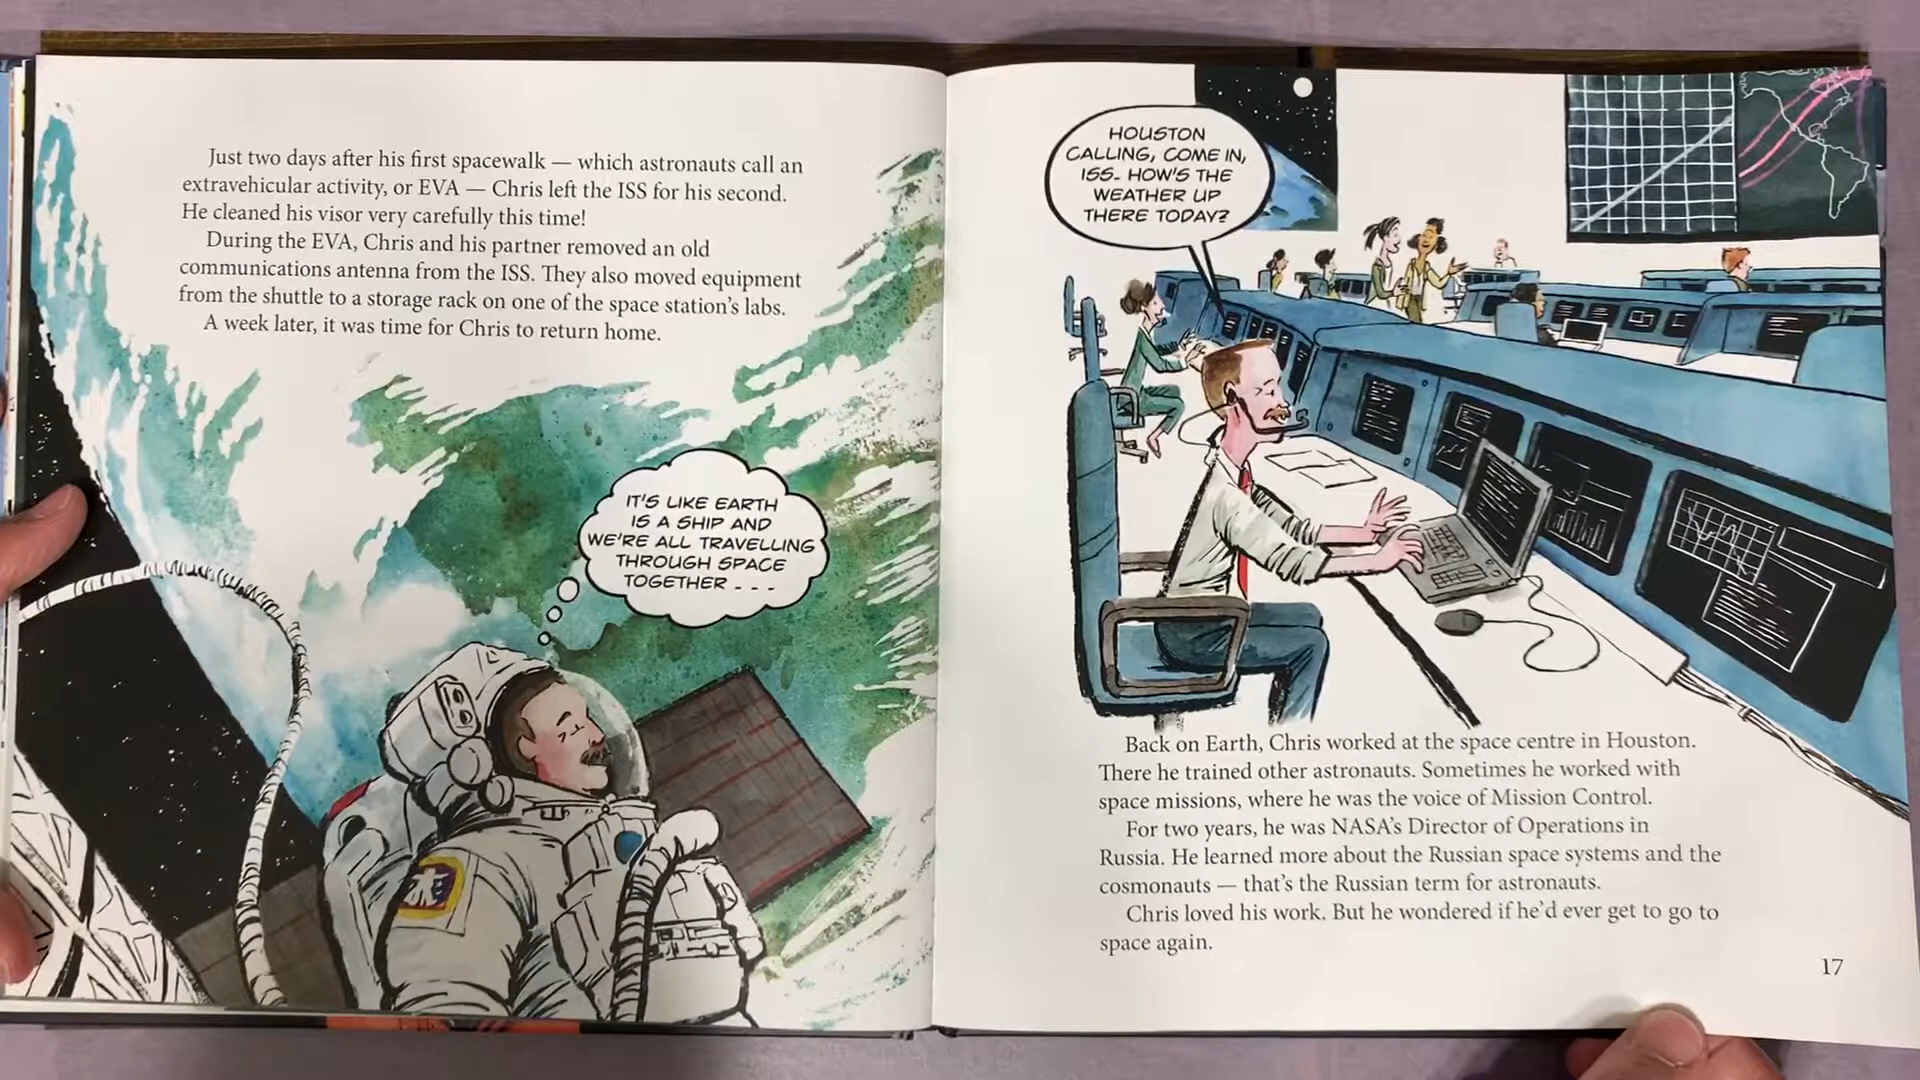 Just two days after his first spacewalk — which astronauts call an
extravehicular activity, or EVA — Chris left the ISS for his second.
He cleaned his visor very carefully this time!
During the EVA, Chris and his partner removed an old
communications antenna from the ISS. They also moved equipment
from the shuttle to a storage rack on one of the space station's labs.
A week later, it was time for Chris to return home.
IT'S LIKE EARTH
IS A SHIP AND
WE'RE ALL TRAVELLING
THROUGH SPACE
TOGETHER . . .
HOUSTON
CALLING, COME IN,
ISS. HOW'S THE
WEATHER UP
THERE TODAY?
Back on Earth, Chris worked at the space centre in Houston.
There he trained other astronauts. Sometimes he worked with
space missions, where he was the voice of Mission Control.
For two years, he was NASA's Director of Operations in
Russia. He learned more about the Russian space systems and the
cosmonauts — that's the Russian term for astronauts.
Chris loved his work. But he wondered if he'd ever get to go to
space again.
17